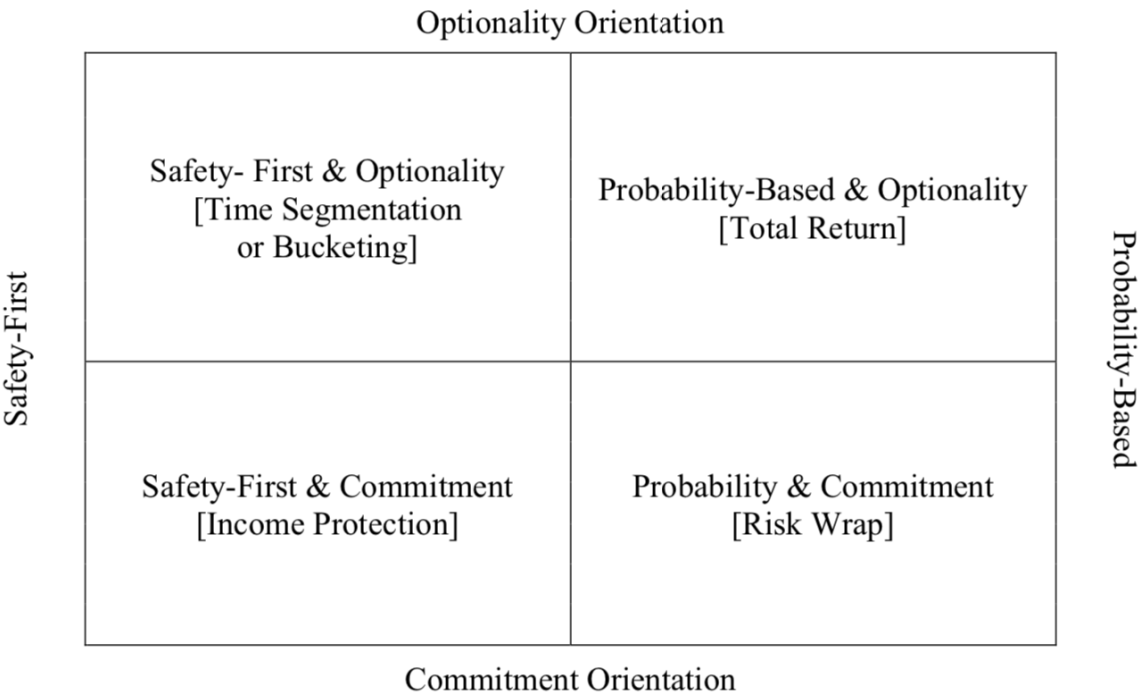 Optionality Orientation
Safety- First & Optionality
[Time Segmentation
or Bucketing]
Probability-Based & Optionality
[Total Return]
Safety-First
Probability-Based
Safety-First & Commitment
[Income Protection]
Probability & Commitment
[Risk Wrap]
Commitment Orientation